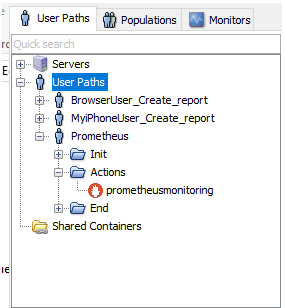 User Paths Populations Monitors
Quick search
Servers
User Paths
BrowserUser_Create_report
MyiPhoneUser_Create_report
Prometheus
Init
Actions
prometheusmonitoring
End
Shared Containers